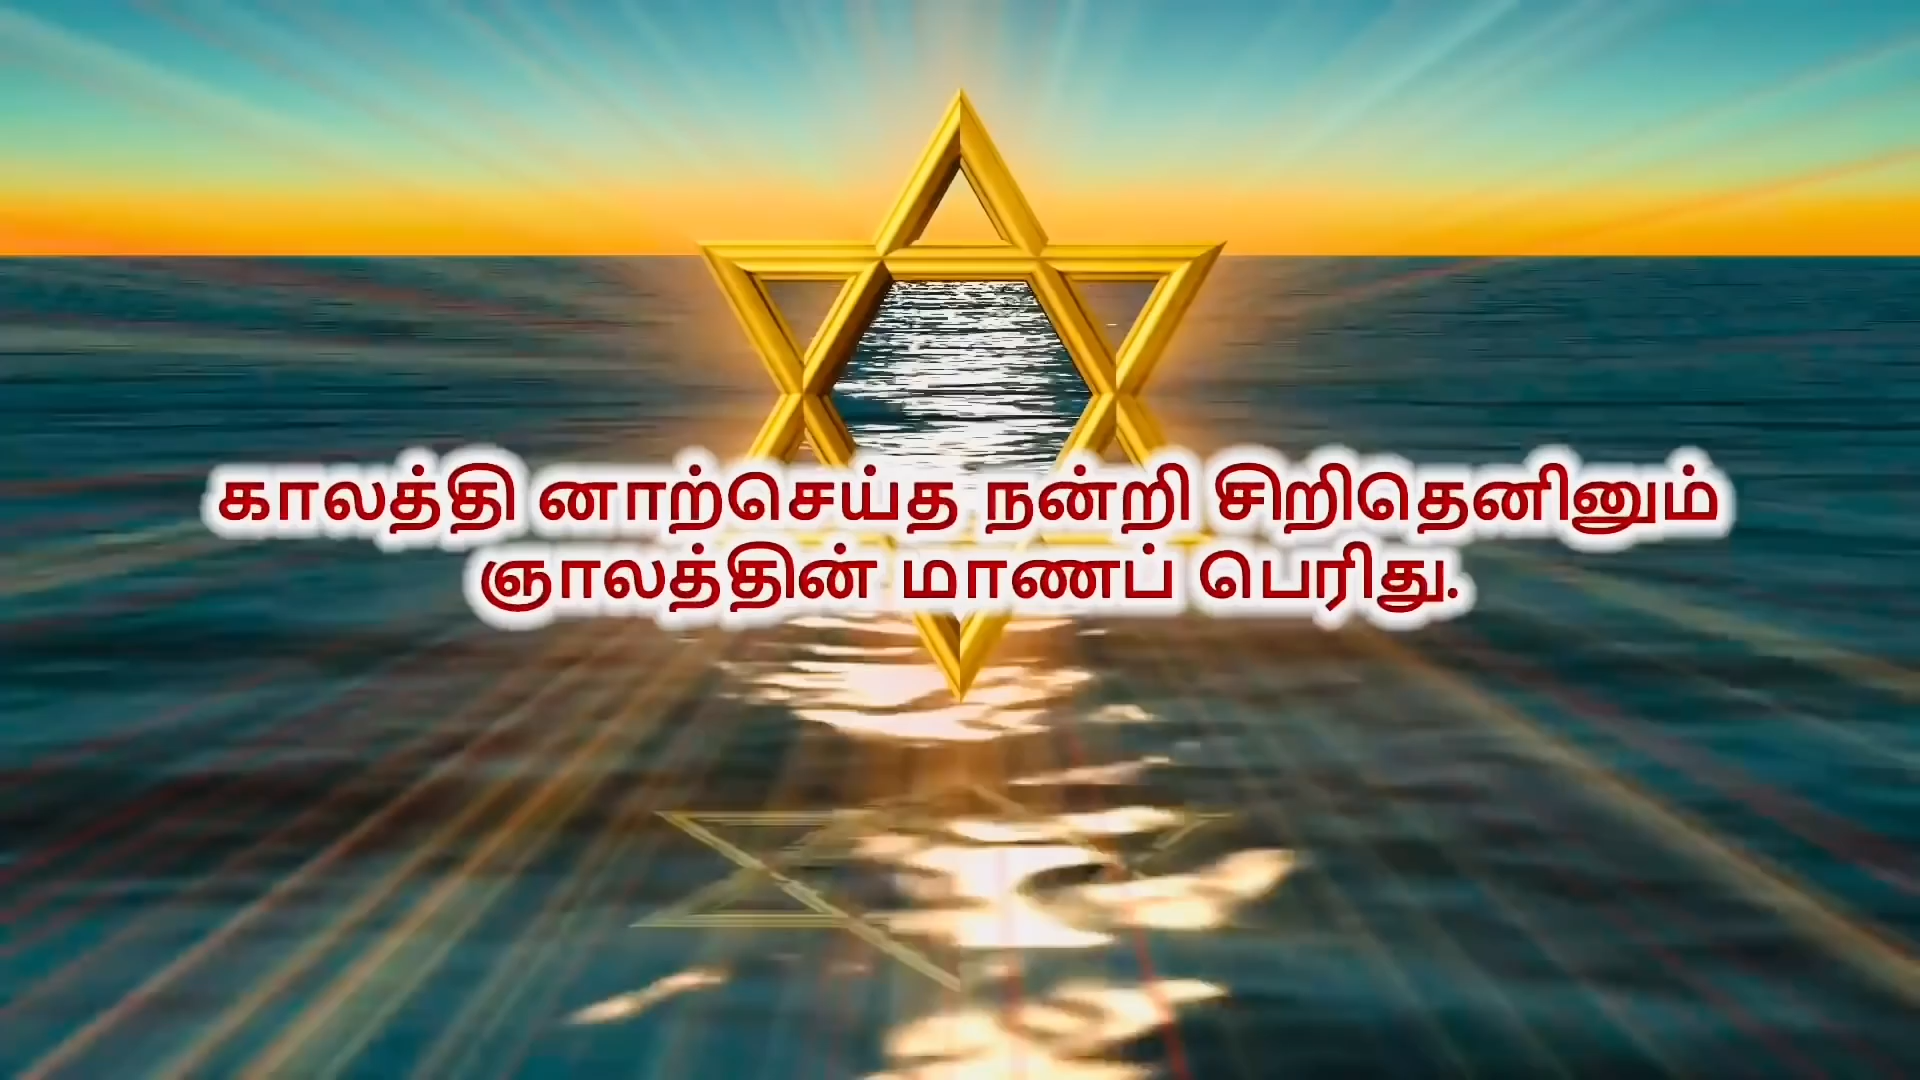 காலத்தி னாற்செய்த நன்றி சிறிதெனினும்
ஞாலத்தின் மாணப் பெரிது.